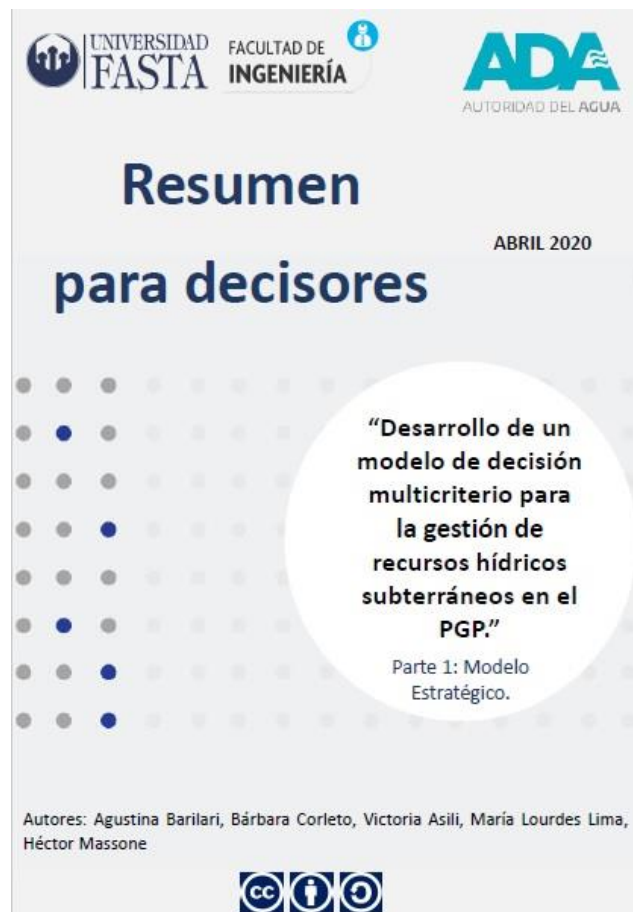 UNIVERSIDAD
FASTA
FACULTAD DE
INGENIERÍA
ADA
AUTORIDAD DEL AGUA
Resumen
ABRIL 2020
para decisores
“Desarrollo de un
modelo de decisión
multicriterio para
la gestión de
recursos hídricos
subterráneos en el
PGP.”
Parte 1: Modelo
Estratégico.
Autores: Agustina Barilari, Bárbara Corleto, Victoria Asili, María Lourdes Lima,
Héctor Massone
cc